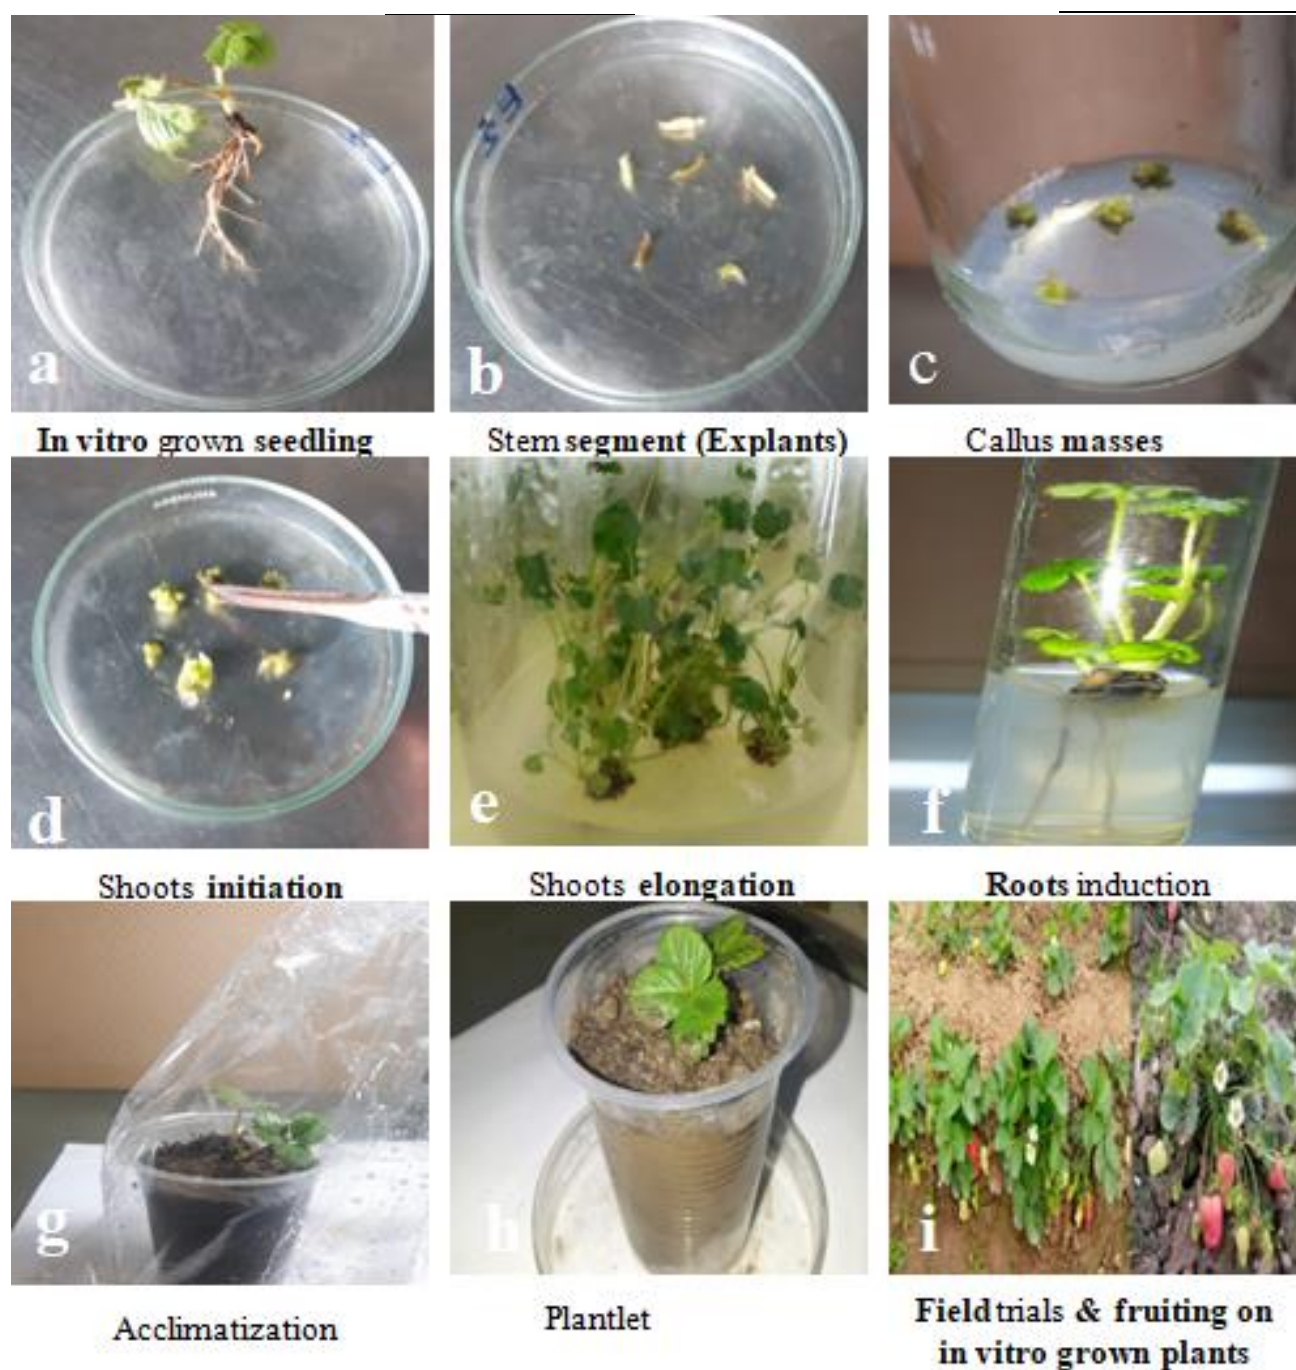 a
b
c
In vitro grown seedling
Stem segment (Explants)
Callus masses
d
e
f
Shoots initiation
Shoots elongation
Roots induction
g
h
i
Acclimatization
Plantlet
Field trials & fruiting on
in vitro grown plants